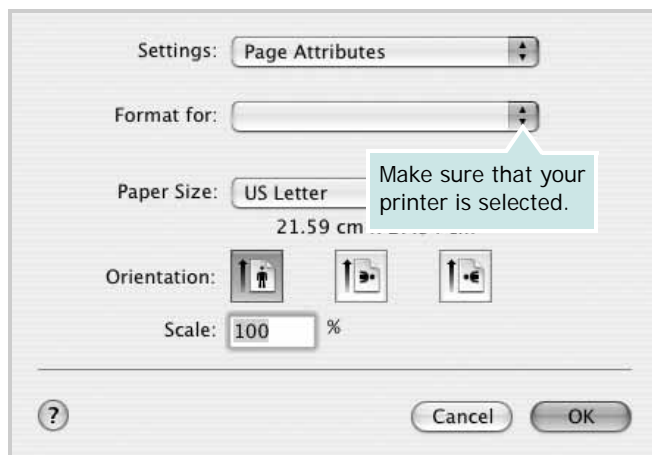 Settings: Page Attributes
Format for:
Make sure that your
printer is selected.
Paper Size: US Letter
21.59 cm
Orientation:
Scale: 100 %
? Cancel OK